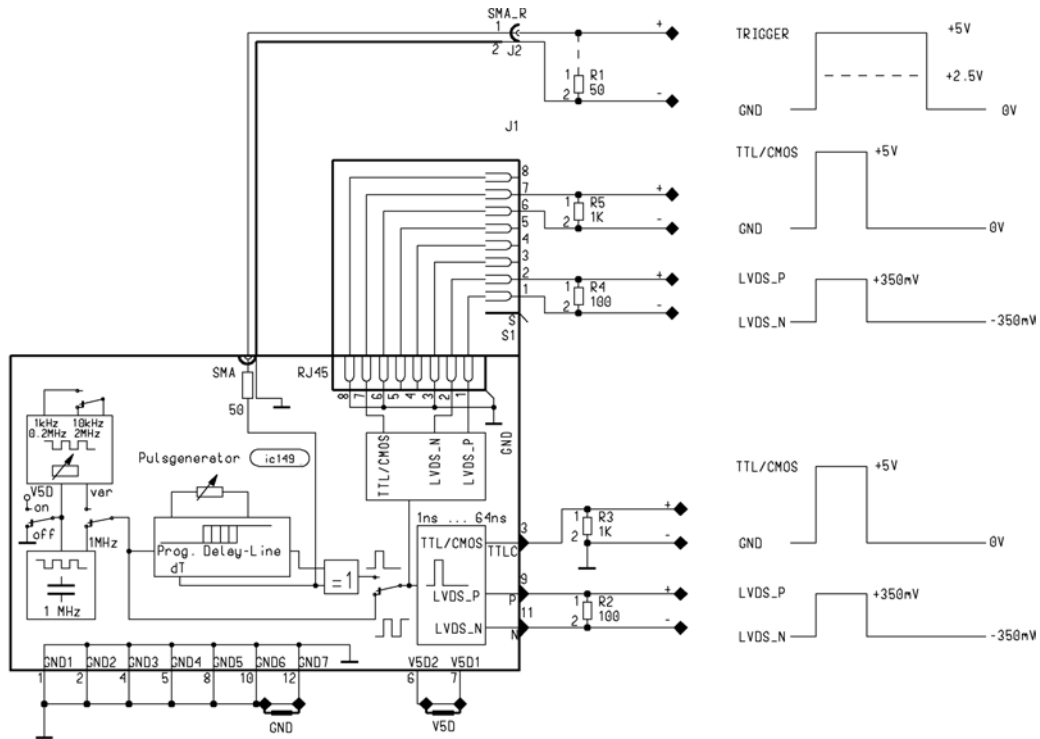 SMA_R
1
2 J2
+
1 R1
2 50
-
TRIGGER +5V
+2.5V
GND 0V
J1
8
7
6
5
4
3
2
1
S
S1
+
1 R5
2 1K
-
+
1 R4
2 100
-
TTL/CMOS +5V
GND 0V
LVDS_P +350mV
LVDS_N -350mV
SMA
50
RJ45
8 7 6 5 4 3 2 1
GND
TTL/CMOS
LVDS_N
LVDS_P
1kHz 10kHz
0.2MHz 2MHz
V5D var
on
off
1MHz
1 MHz
Pulsgenerator ic149
Prog. Delay-Line
dT
=1
1ns ... 64ns
TTL/CMOS
LVDS_P
LVDS_N
3
TTLC
9
P
11
N
+
1 R3
2 1K
-
+
1 R2
2 100
-
TTL/CMOS +5V
GND 0V
LVDS_P +350mV
LVDS_N -350mV
GND1 GND2 GND3 GND4 GND5 GND6 GND7 V5D2 V5D1
1 2 4 5 8 10 12 6 7
GND V5D